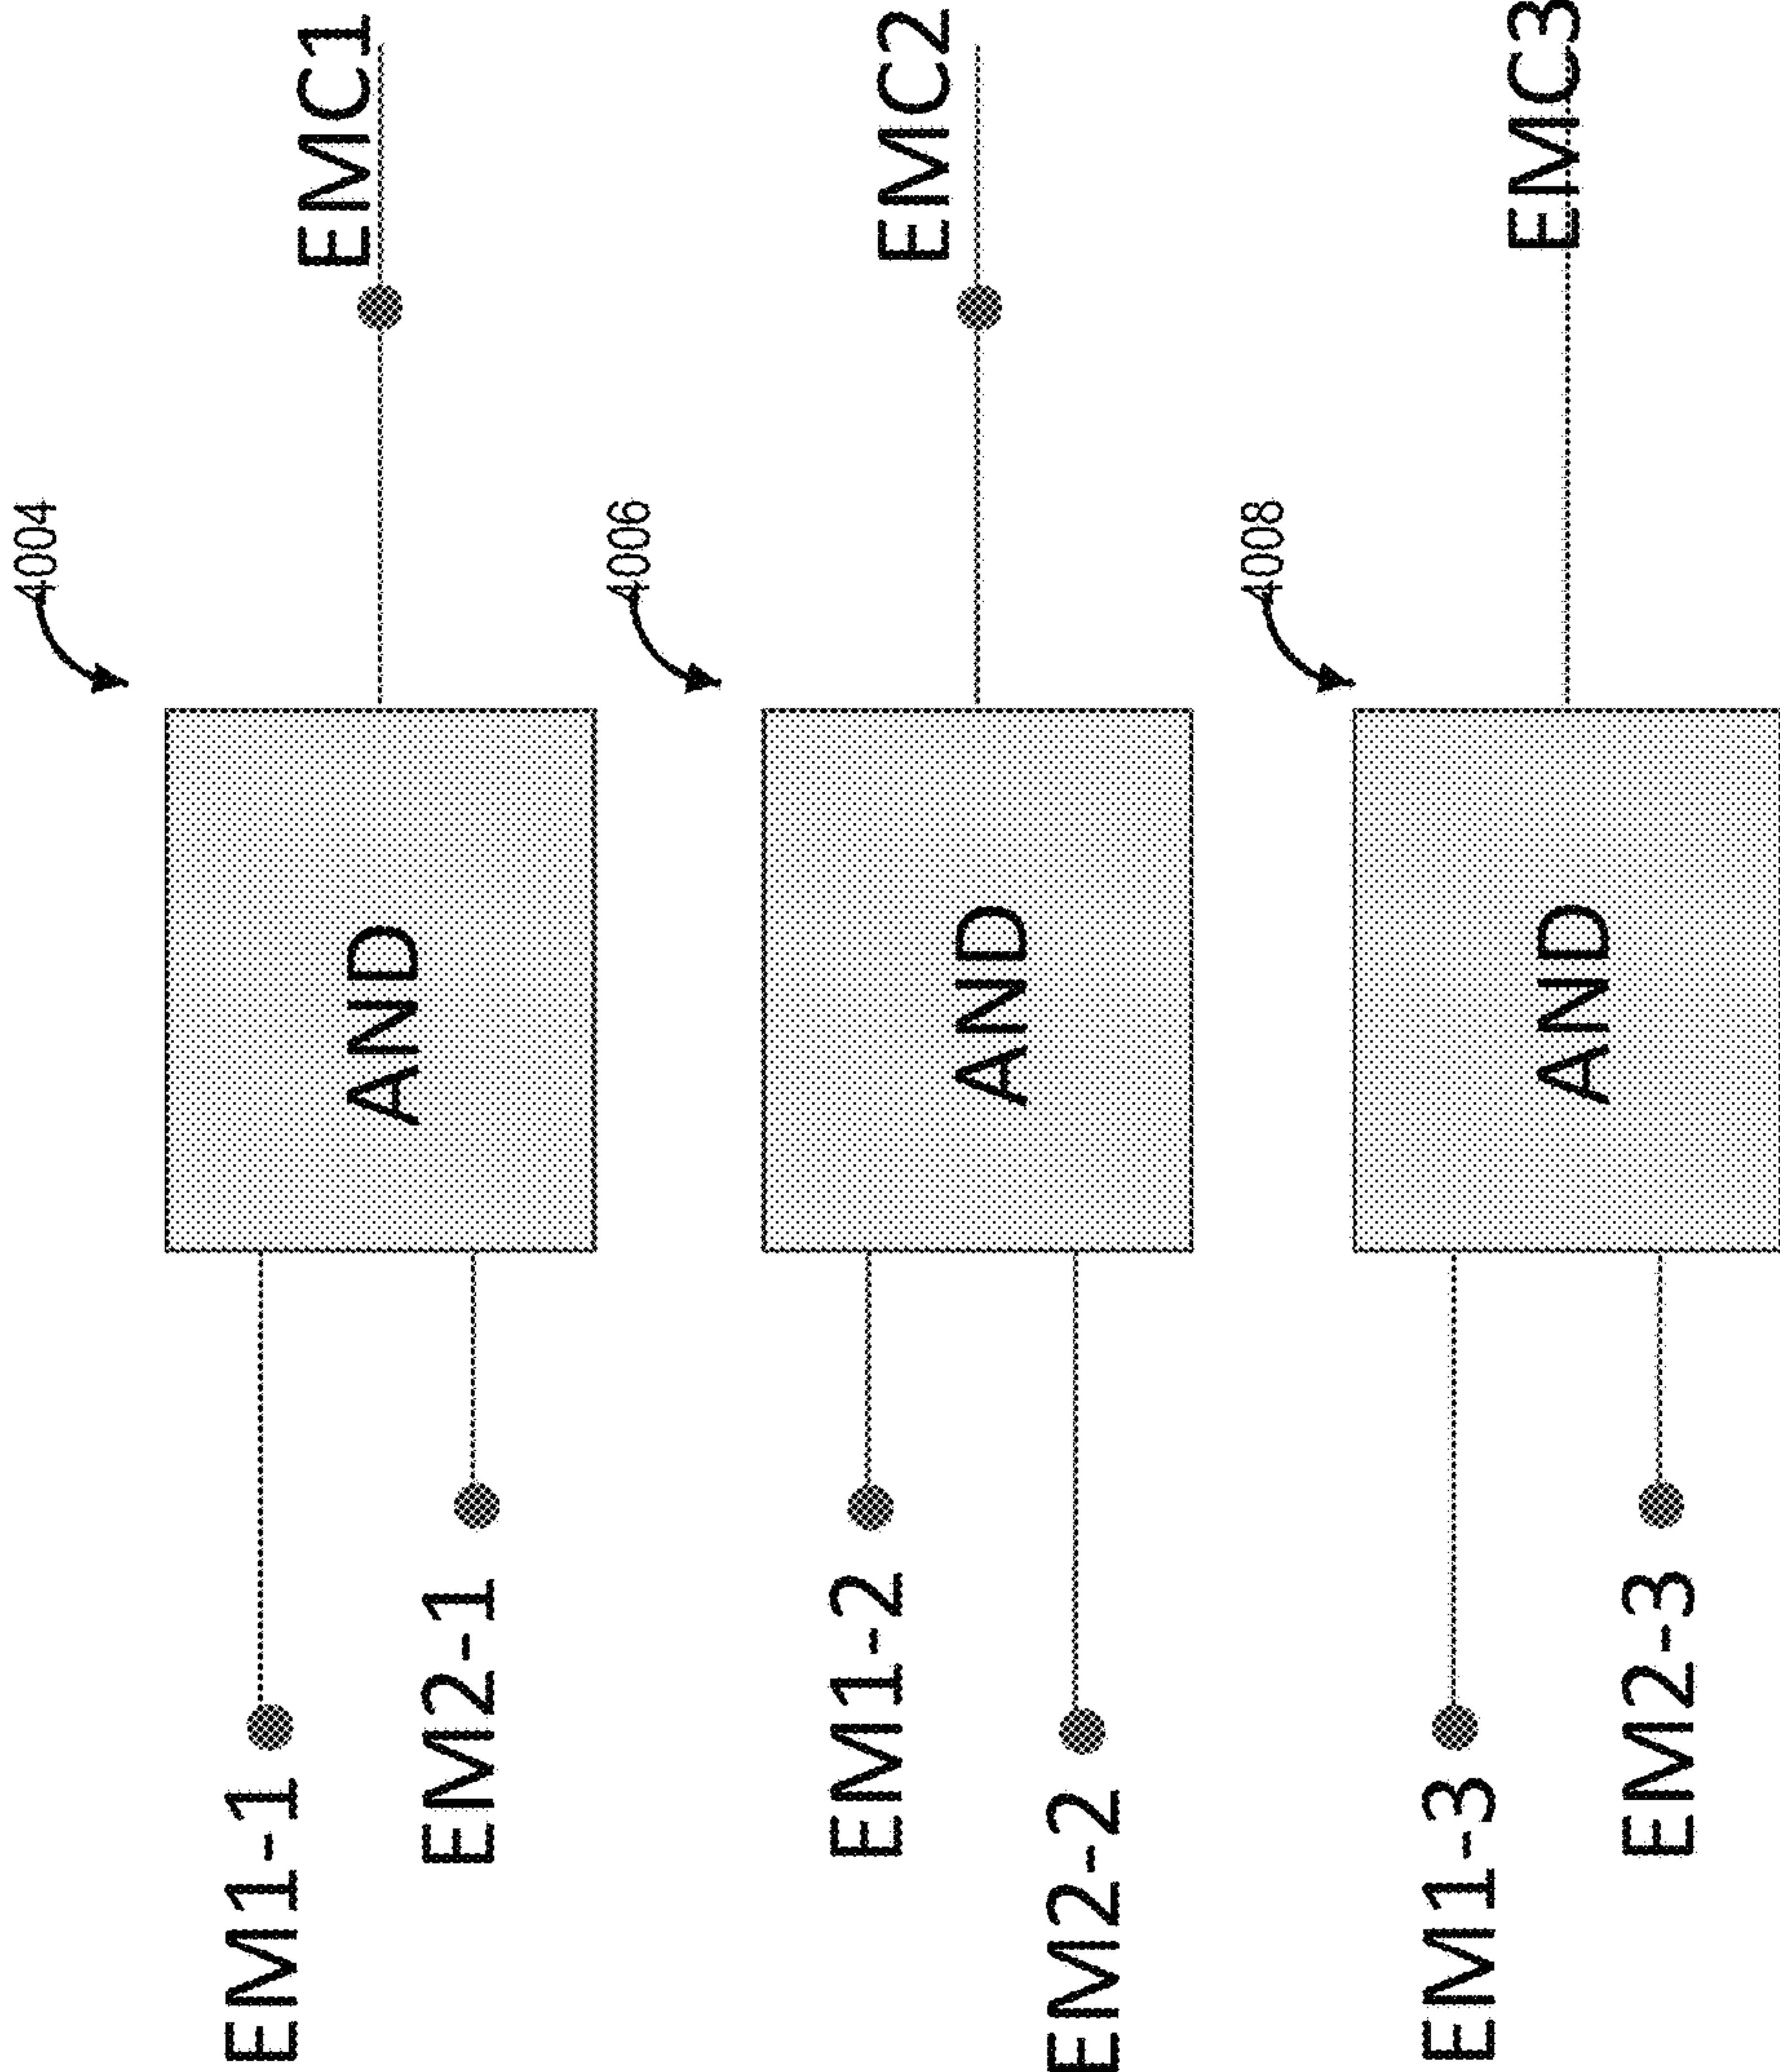 4004
EM1-1
EM2-1
AND
EMC1
4006
EM1-2
EM2-2
AND
EMC2
4008
EM1-3
EM2-3
AND
EMC3